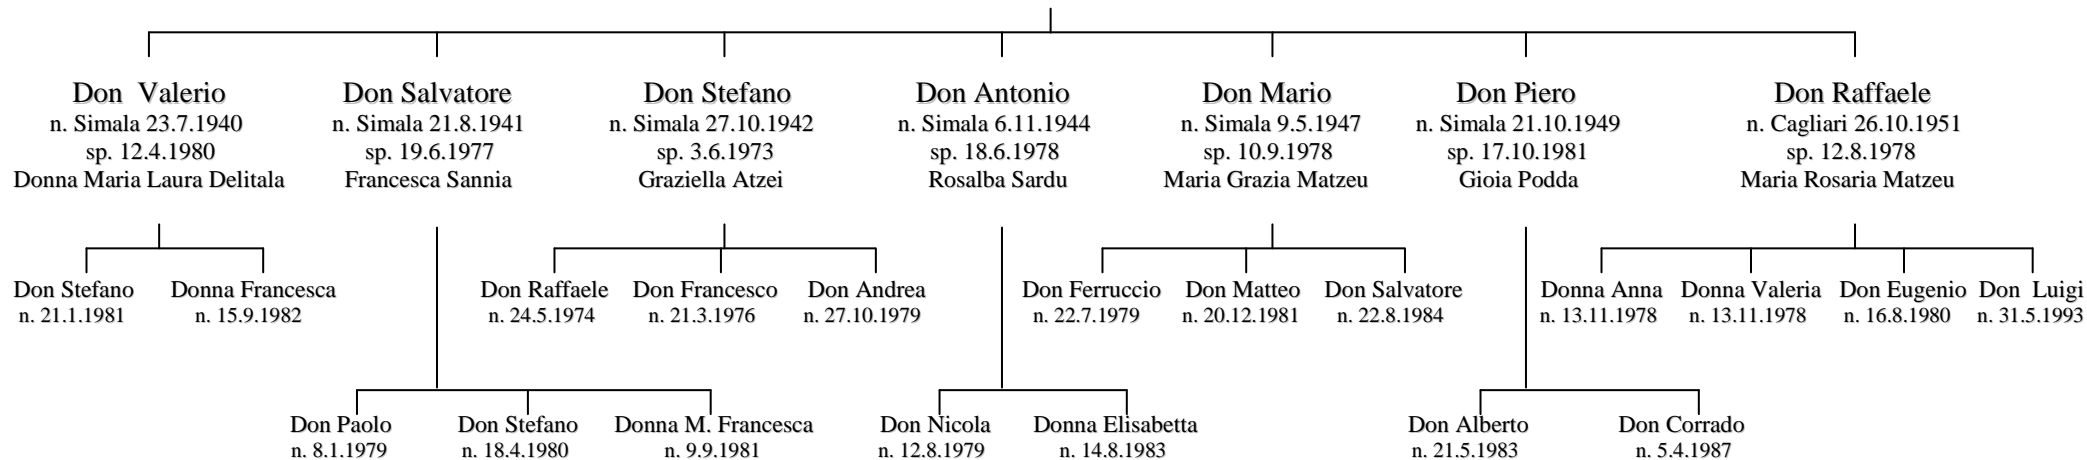 Don Valerio
n. Simala 23.7.1940
sp. 12.4.1980
Donna Maria Laura Delitala
Don Salvatore
n. Simala 21.8.1941
sp. 19.6.1977
Francesca Sannia
Don Stefano
n. Simala 27.10.1942
sp. 3.6.1973
Graziella Atzei
Don Antonio
n. Simala 6.11.1944
sp. 18.6.1978
Rosalba Sardu
Don Mario
n. Simala 9.5.1947
sp. 10.9.1978
Maria Grazia Matzeu
Don Piero
n. Simala 21.10.1949
sp. 17.10.1981
Gioia Podda
Don Raffaele
n. Cagliari 26.10.1951
sp. 12.8.1978
Maria Rosaria Matzeu
Don Stefano
n. 21.1.1981
Donna Francesca
n. 15.9.1982
Don Raffaele
n. 24.5.1974
Don Francesco
n. 21.3.1976
Don Andrea
n. 27.10.1979
Don Ferruccio
n. 22.7.1979
Don Matteo
n. 20.12.1981
Don Salvatore
n. 22.8.1984
Donna Anna
n. 13.11.1978
Donna Valeria
n. 13.11.1978
Don Eugenio
n. 16.8.1980
Don Luigi
n. 31.5.1993
Don Paolo
n. 8.1.1979
Don Stefano
n. 18.4.1980
Donna M. Francesca
n. 9.9.1981
Don Nicola
n. 12.8.1979
Donna Elisabetta
n. 14.8.1983
Don Alberto
n. 21.5.1983
Don Corrado
n. 5.4.1987